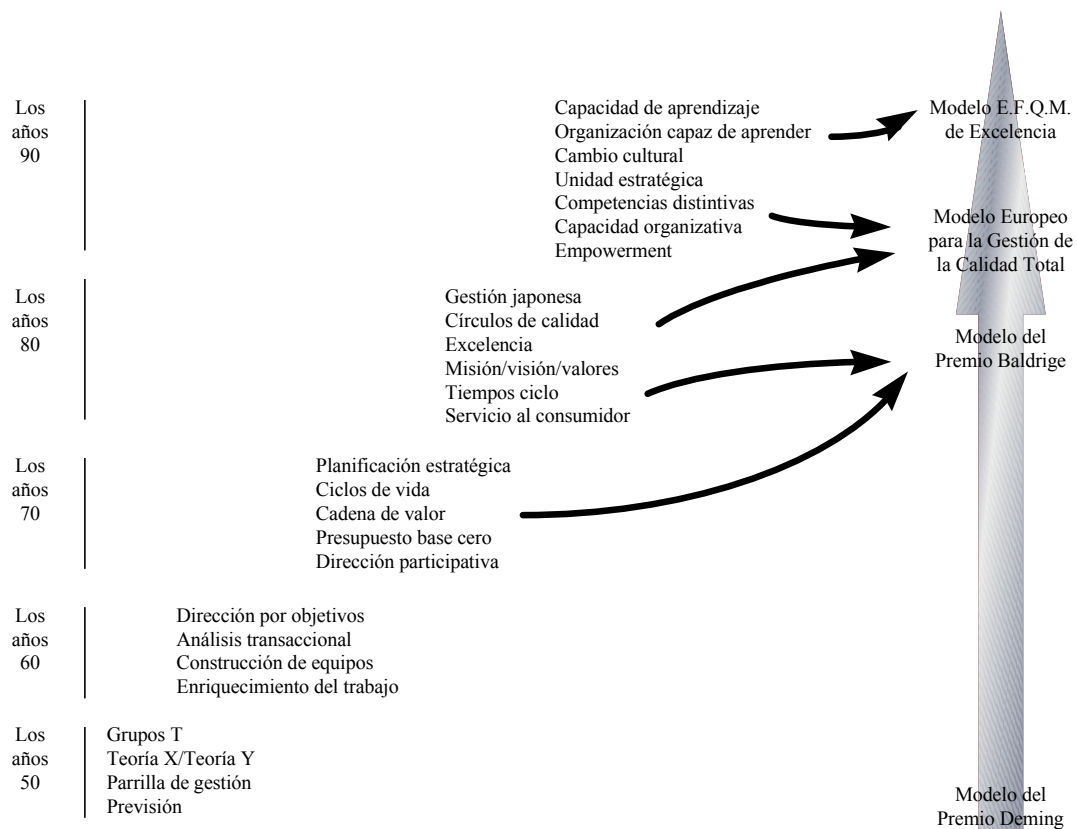 Los
años
90
Capacidad de aprendizaje
Organización capaz de aprender
Cambio cultural
Unidad estratégica
Competencias distintivas
Capacidad organizativa
Empowerment
Modelo E.F.Q.M.
de Excelencia
Modelo Europeo
para la Gestión de
la Calidad Total
Los
años
80
Gestión japonesa
Círculos de calidad
Excelencia
Misión/visión/valores
Tiempos ciclo
Servicio al consumidor
Modelo del
Premio Baldrige
Los
años
70
Planificación estratégica
Ciclos de vida
Cadena de valor
Presupuesto base cero
Dirección participativa
Los
años
60
Dirección por objetivos
Análisis transaccional
Construcción de equipos
Enriquecimiento del trabajo
Los
años
50
Grupos T
Teoría X/Teoría Y
Parrilla de gestión
Previsión
Modelo del
Premio Deming